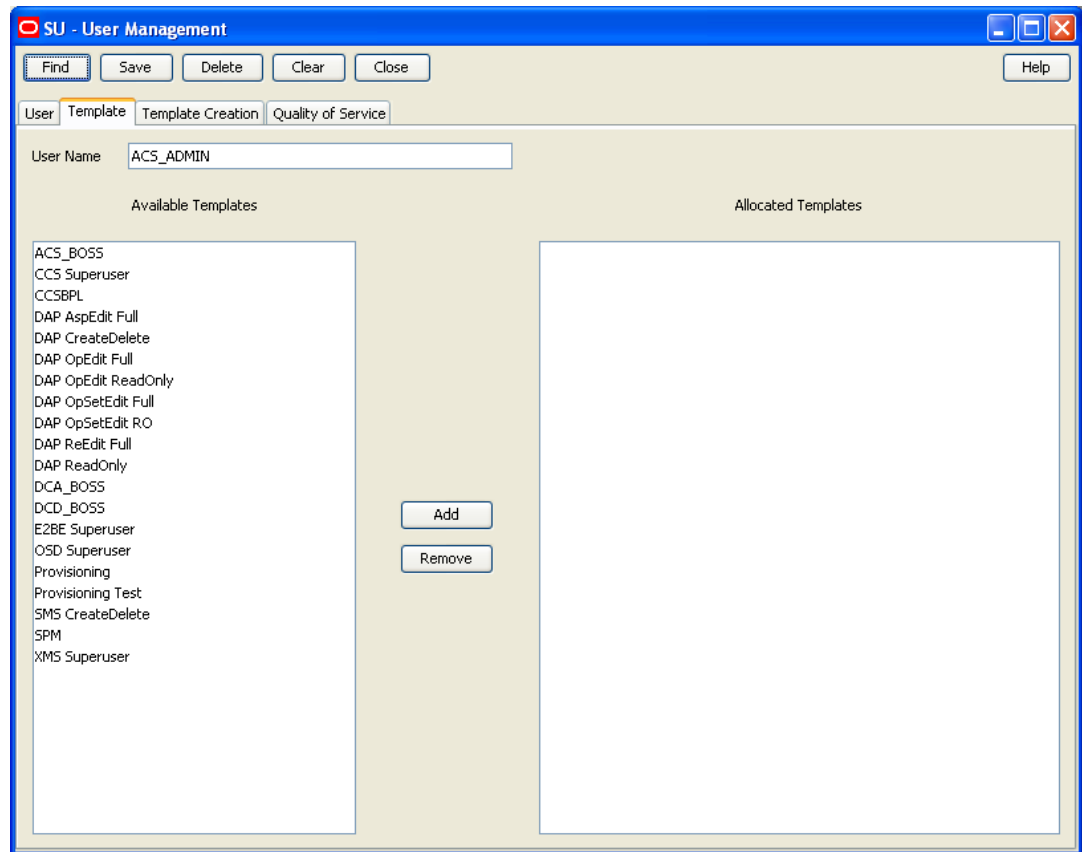 SU - User Management
Find Save Delete Clear Close Help
User Template Template Creation Quality of Service
User Name ACS_ADMIN
Available Templates Allocated Templates
ACS_BOSS
CCS Superuser
CCSBPL
DAP AspEdit Full
DAP CreateDelete
DAP OpEdit Full
DAP OpEdit ReadOnly
DAP OpSetEdit Full
DAP OpSetEdit RO
DAP ReEdit Full
DAP ReadOnly
DCA_BOSS
DCD_BOSS
E2BE Superuser
OSD Superuser
Provisioning
Provisioning Test
SMS CreateDelete
SPM
XMS Superuser
Add
Remove